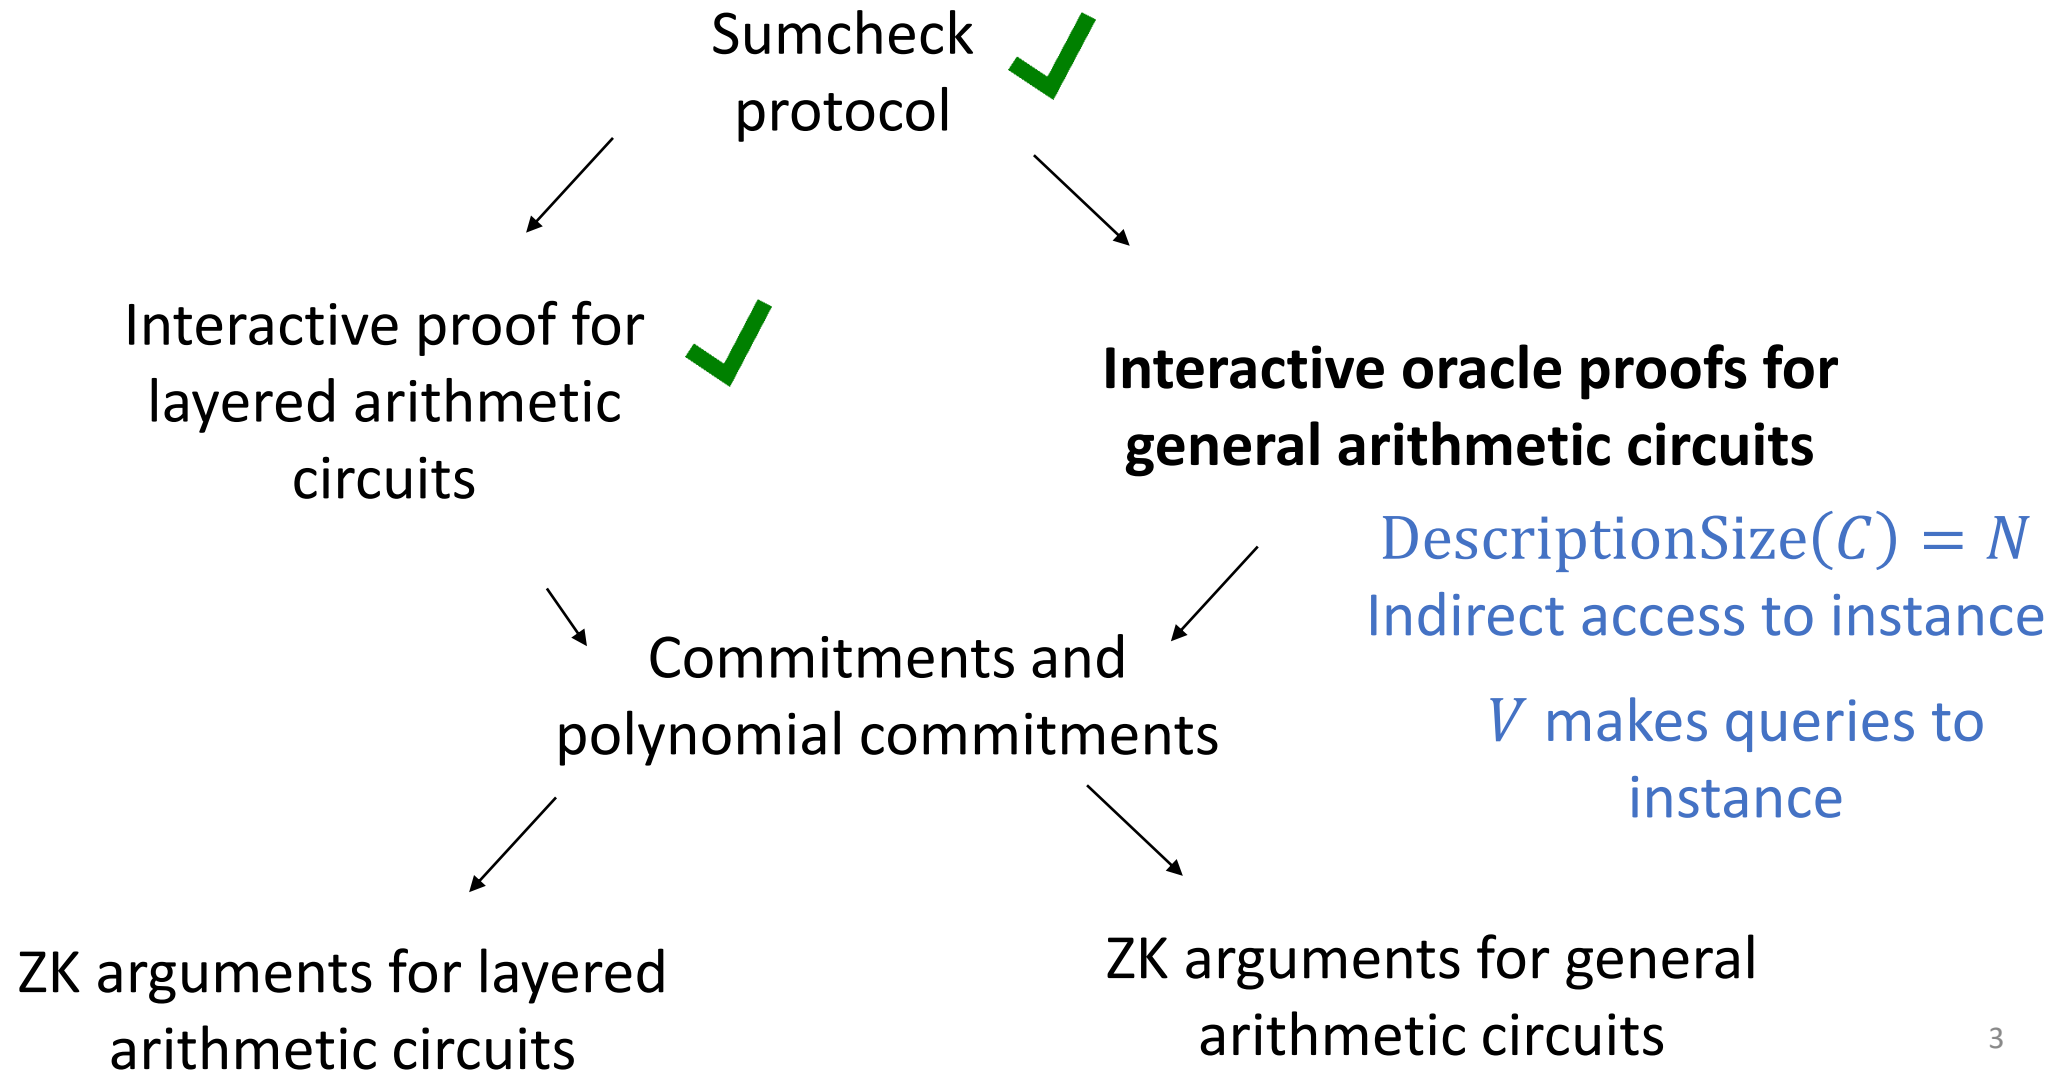 Sumcheck
protocol
Interactive proof for
layered arithmetic
circuits
Interactive oracle proofs for
general arithmetic circuits
DescriptionSize(C) = N
Indirect access to instance
V makes queries to
instance
Commitments and
polynomial commitments
ZK arguments for layered
arithmetic circuits
ZK arguments for general
arithmetic circuits
3